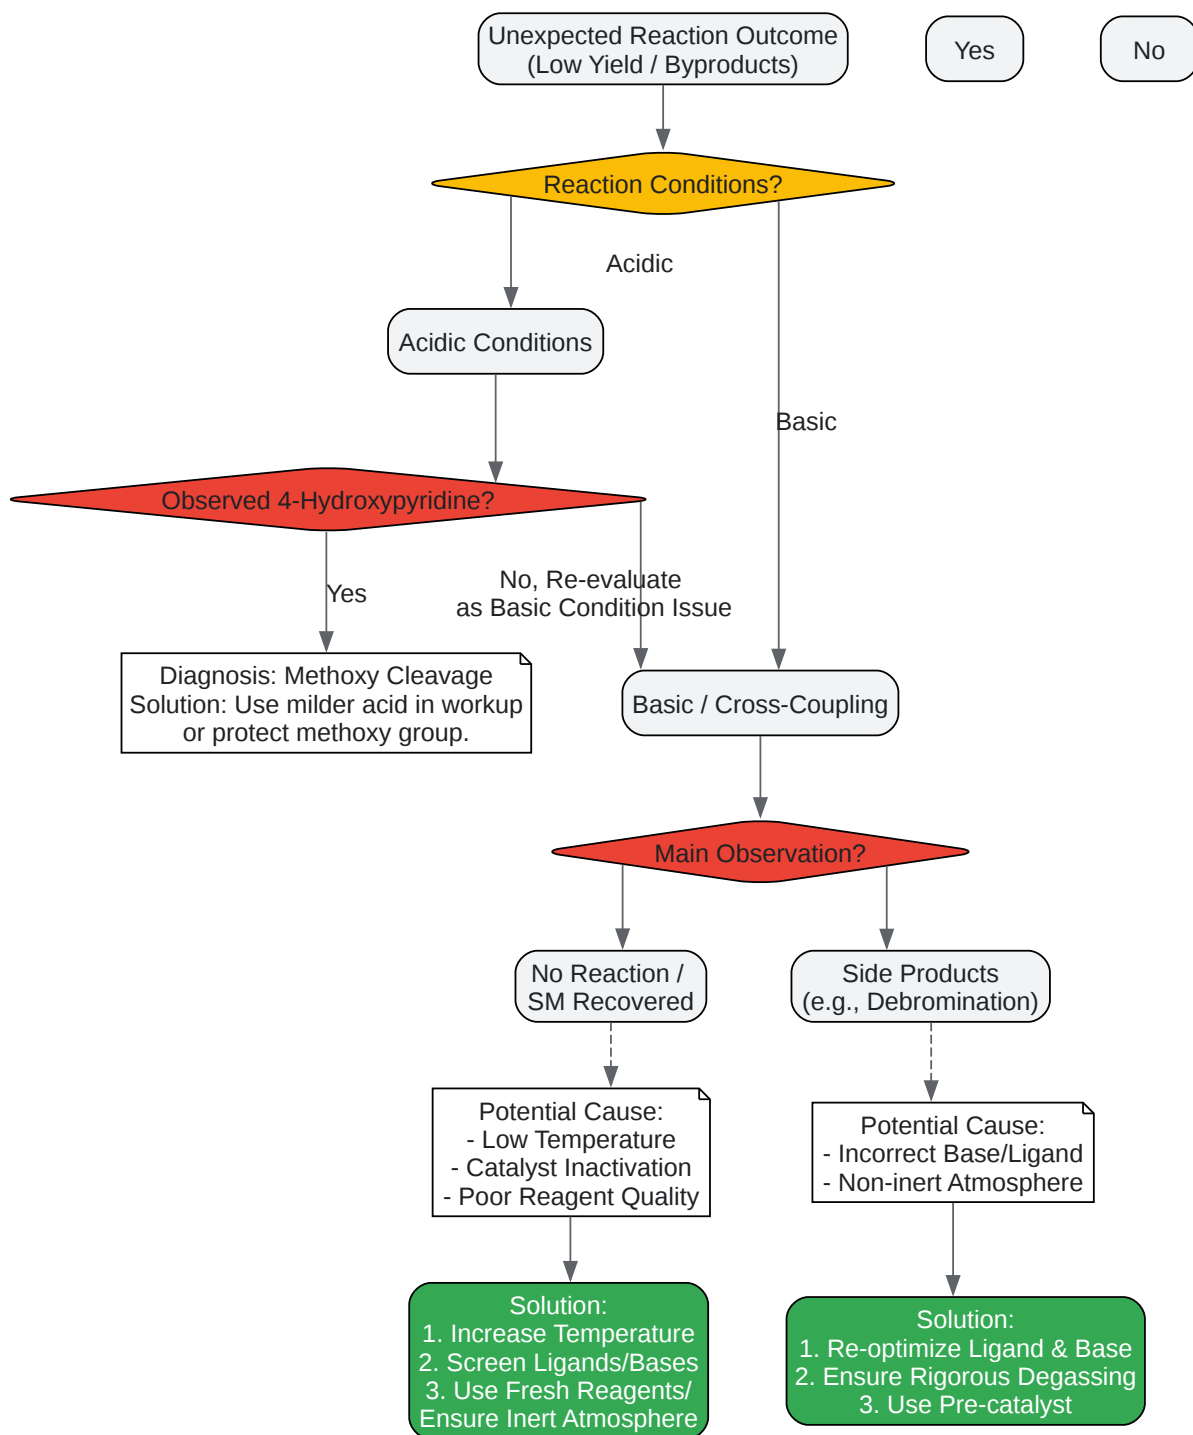 Unexpected Reaction Outcome
(Low Yield / Byproducts)
Yes
No
Reaction Conditions?
Acidic
Acidic Conditions
Basic
Observed 4-Hydroxypyridine?
Yes
No, Re-evaluate
as Basic Condition Issue
Diagnosis: Methoxy Cleavage
Solution: Use milder acid in workup
or protect methoxy group.
Basic / Cross-Coupling
Main Observation?
No Reaction /
SM Recovered
Side Products
(e.g., Debromination)
Potential Cause:
- Low Temperature
- Catalyst Inactivation
- Poor Reagent Quality
Potential Cause:
- Incorrect Base/Ligand
- Non-inert Atmosphere
Solution:
1. Increase Temperature
2. Screen Ligands/Bases
3. Use Fresh Reagents/
Ensure Inert Atmosphere
Solution:
1. Re-optimize Ligand & Base
2. Ensure Rigorous Degassing
3. Use Pre-catalyst